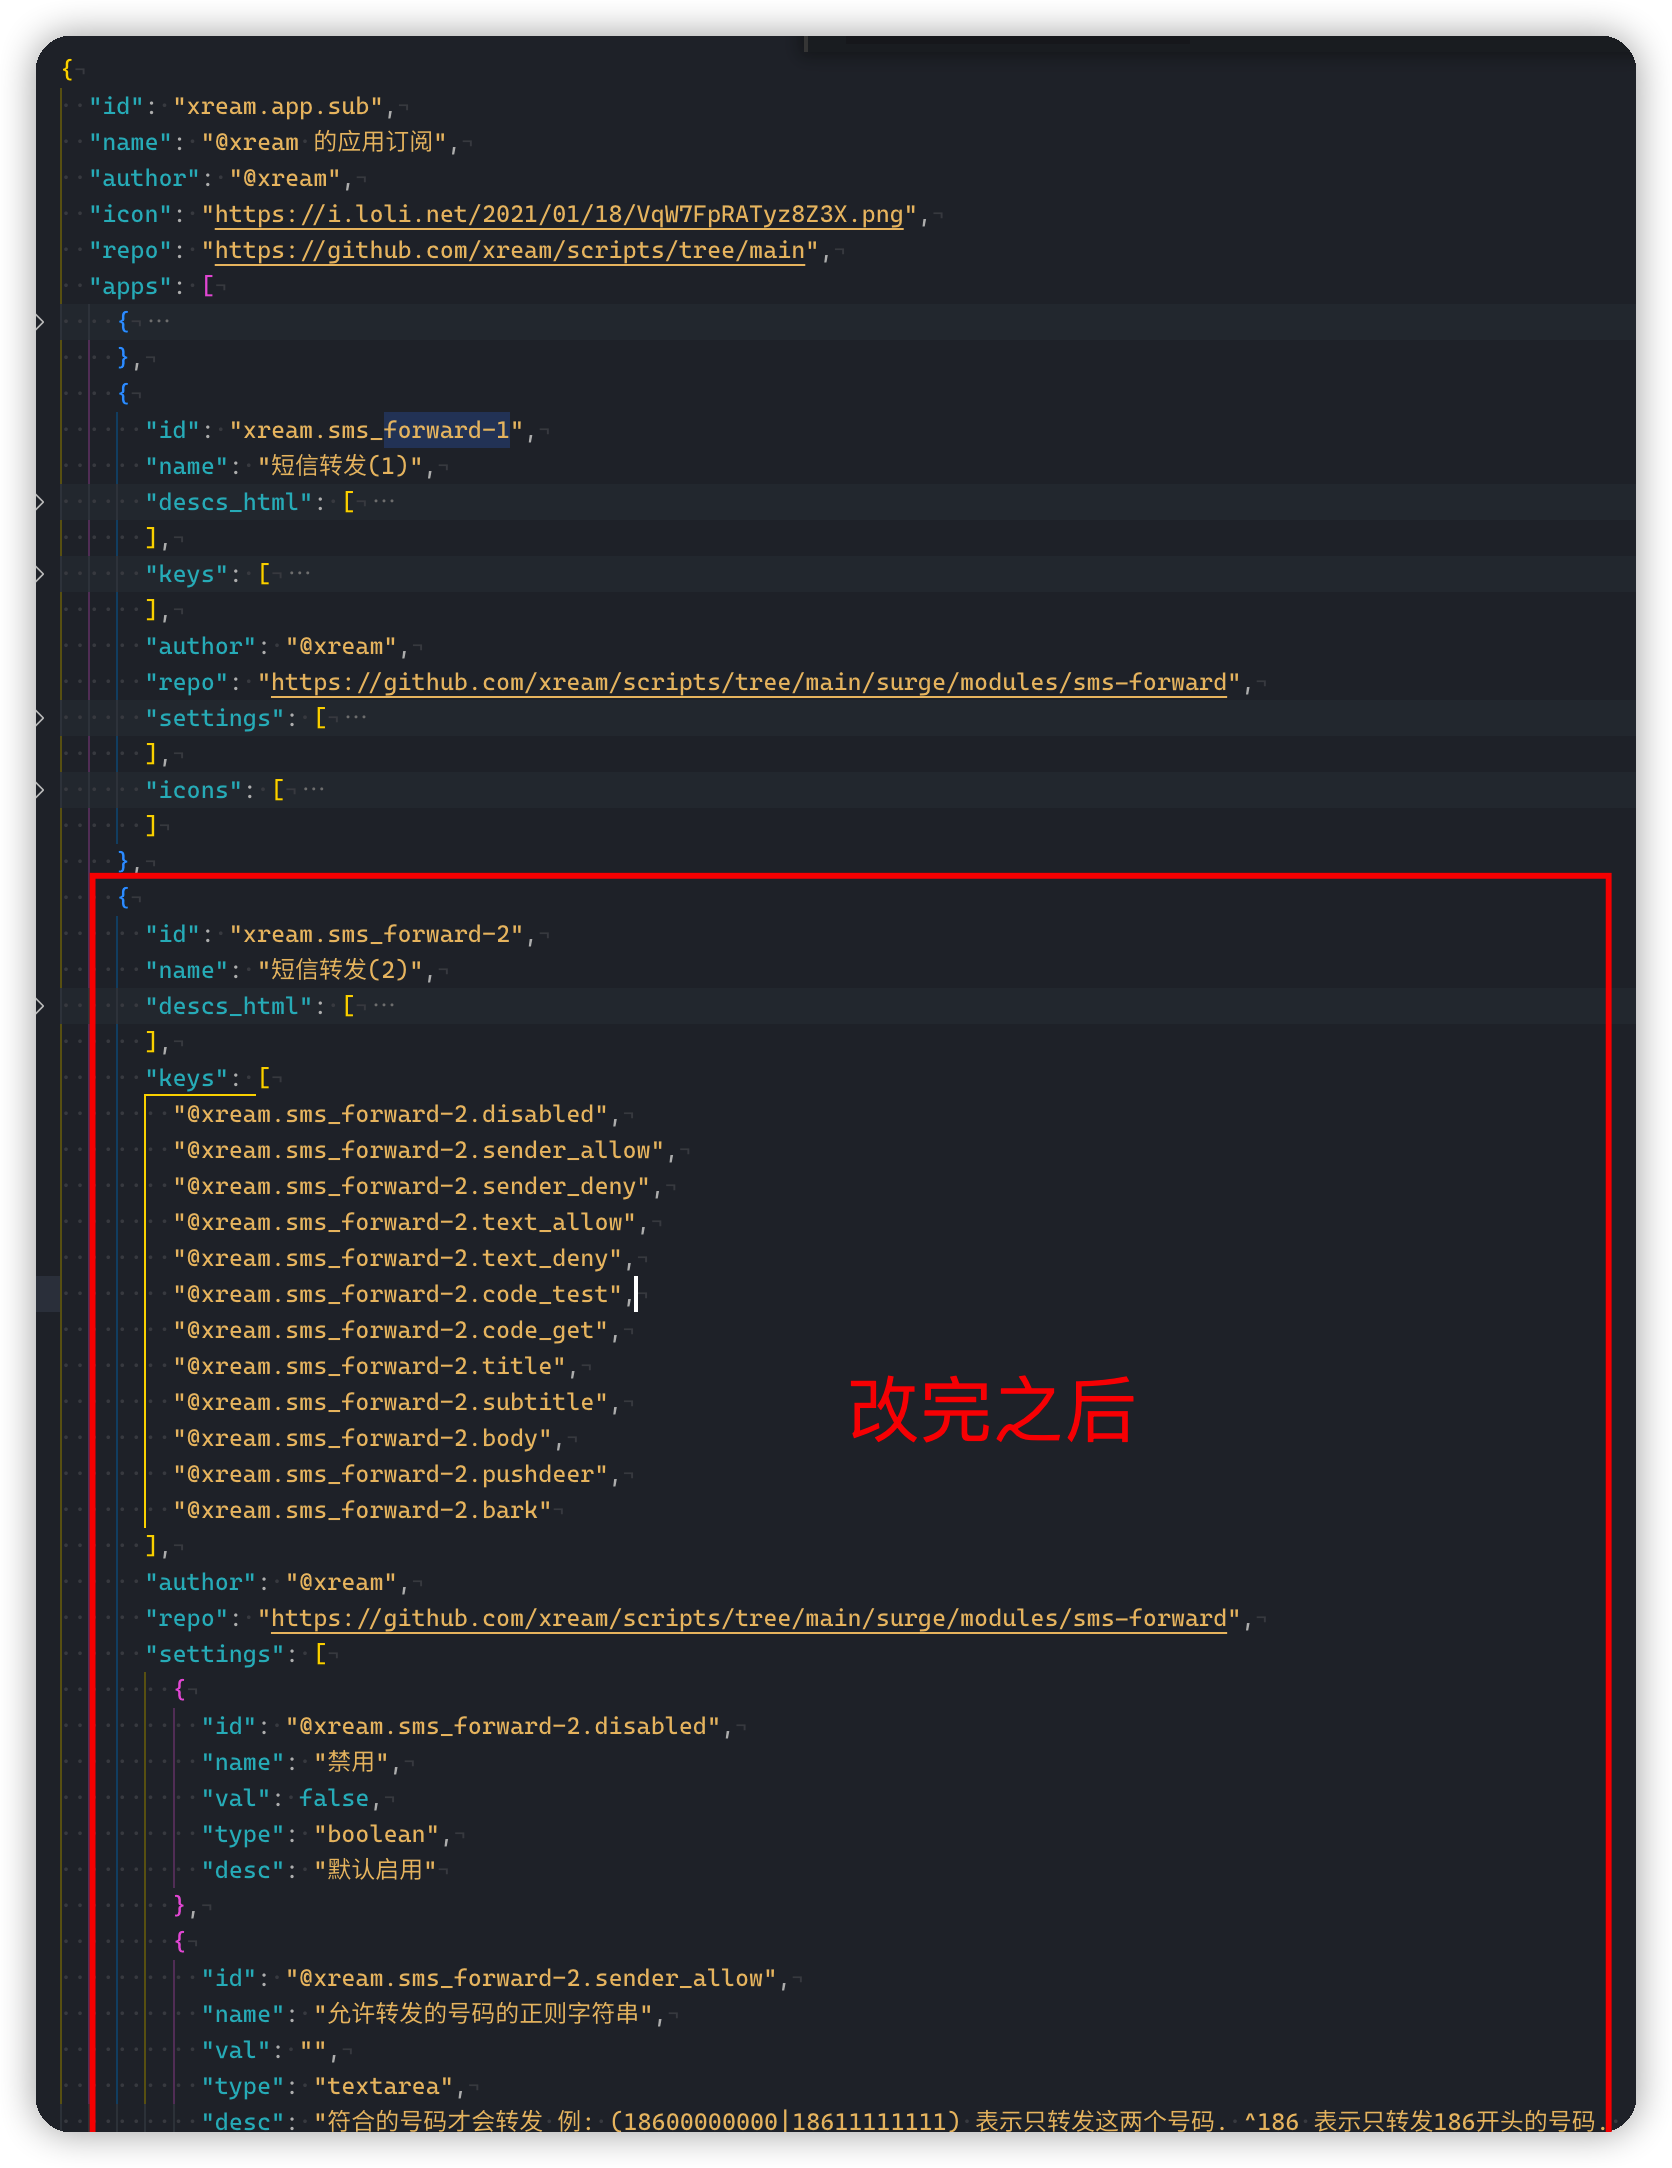 {
"id": "xream.app.sub",
"name": "@xream 的应用订阅",
"author": "@xream",
"icon": "https://i.loli.net/2021/01/18/VqW7FpRATyz8Z3X.png",
"repo": "https://github.com/xream/scripts/tree/main",
"apps": [
{ ···
},
{
"id": "xream.sms_forward-1",
"name": "短信转发(1)",
"descs_html": [ ···
],
"keys": [ ···
],
"author": "@xream",
"repo": "https://github.com/xream/scripts/tree/main/surge/modules/sms-forward",
"settings": [ ···
],
"icons": [ ···
]
},
{
"id": "xream.sms_forward-2",
"name": "短信转发(2)",
"descs_html": [ ···
],
"keys": [
"@xream.sms_forward-2.disabled",
"@xream.sms_forward-2.sender_allow",
"@xream.sms_forward-2.sender_deny",
"@xream.sms_forward-2.text_allow",
"@xream.sms_forward-2.text_deny",
"@xream.sms_forward-2.code_test",
"@xream.sms_forward-2.code_get",
"@xream.sms_forward-2.title",
"@xream.sms_forward-2.subtitle",
改完之后
"@xream.sms_forward-2.body",
"@xream.sms_forward-2.pushdeer",
"@xream.sms_forward-2.bark"
],
"author": "@xream",
"repo": "https://github.com/xream/scripts/tree/main/surge/modules/sms-forward",
"settings": [
{
"id": "@xream.sms_forward-2.disabled",
"name": "禁用",
"val": false,
"type": "boolean",
"desc": "默认启用"
},
{
"id": "@xream.sms_forward-2.sender_allow",
"name": "允许转发的号码的正则字符串",
"val": "",
"type": "textarea",
"desc": "符合的号码才会转发 例: (18600000000|18611111111) 表示只转发这两个号码. ^186 表示只转发186开头的号码.